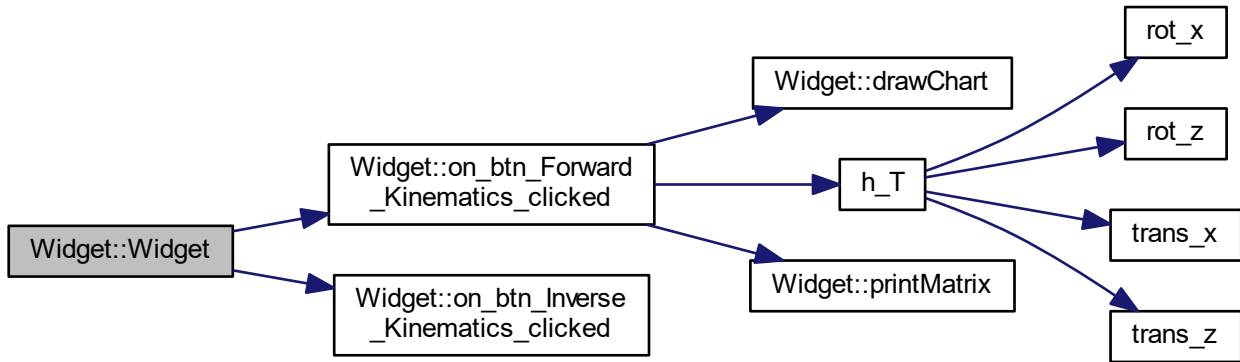 Widget::Widget
Widget::on_btn_Forward
_Kinematics_clicked
Widget::on_btn_Inverse
_Kinematics_clicked
Widget::drawChart
h_T
Widget::printMatrix
rot_x
rot_z
trans_x
trans_z